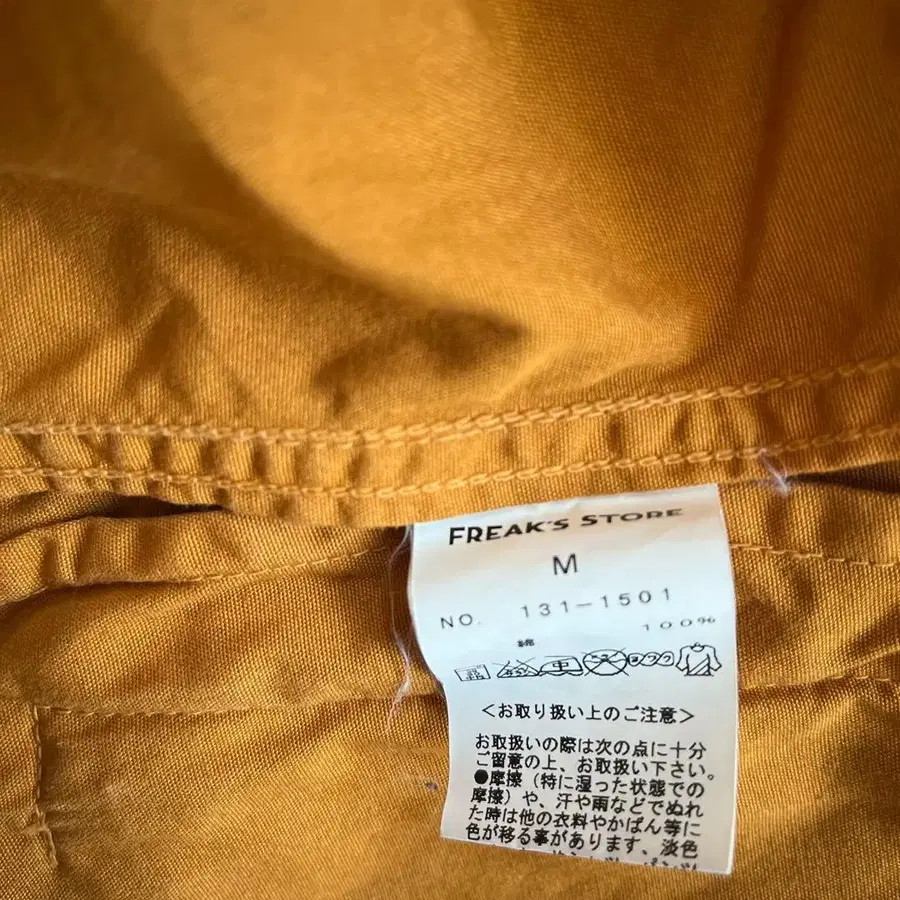 FREAK'S STORE
M
NO. 131-1501
綿 100%
＜お取り扱い上のご注意＞
お取扱いの際は次の点に十分
ご留意の上、お取扱い下さい。
●摩擦（特に湿った状態での
摩擦）や、汗や雨などでぬれ
た時は他の衣料やかばん等に
色が移る事があります、淡色